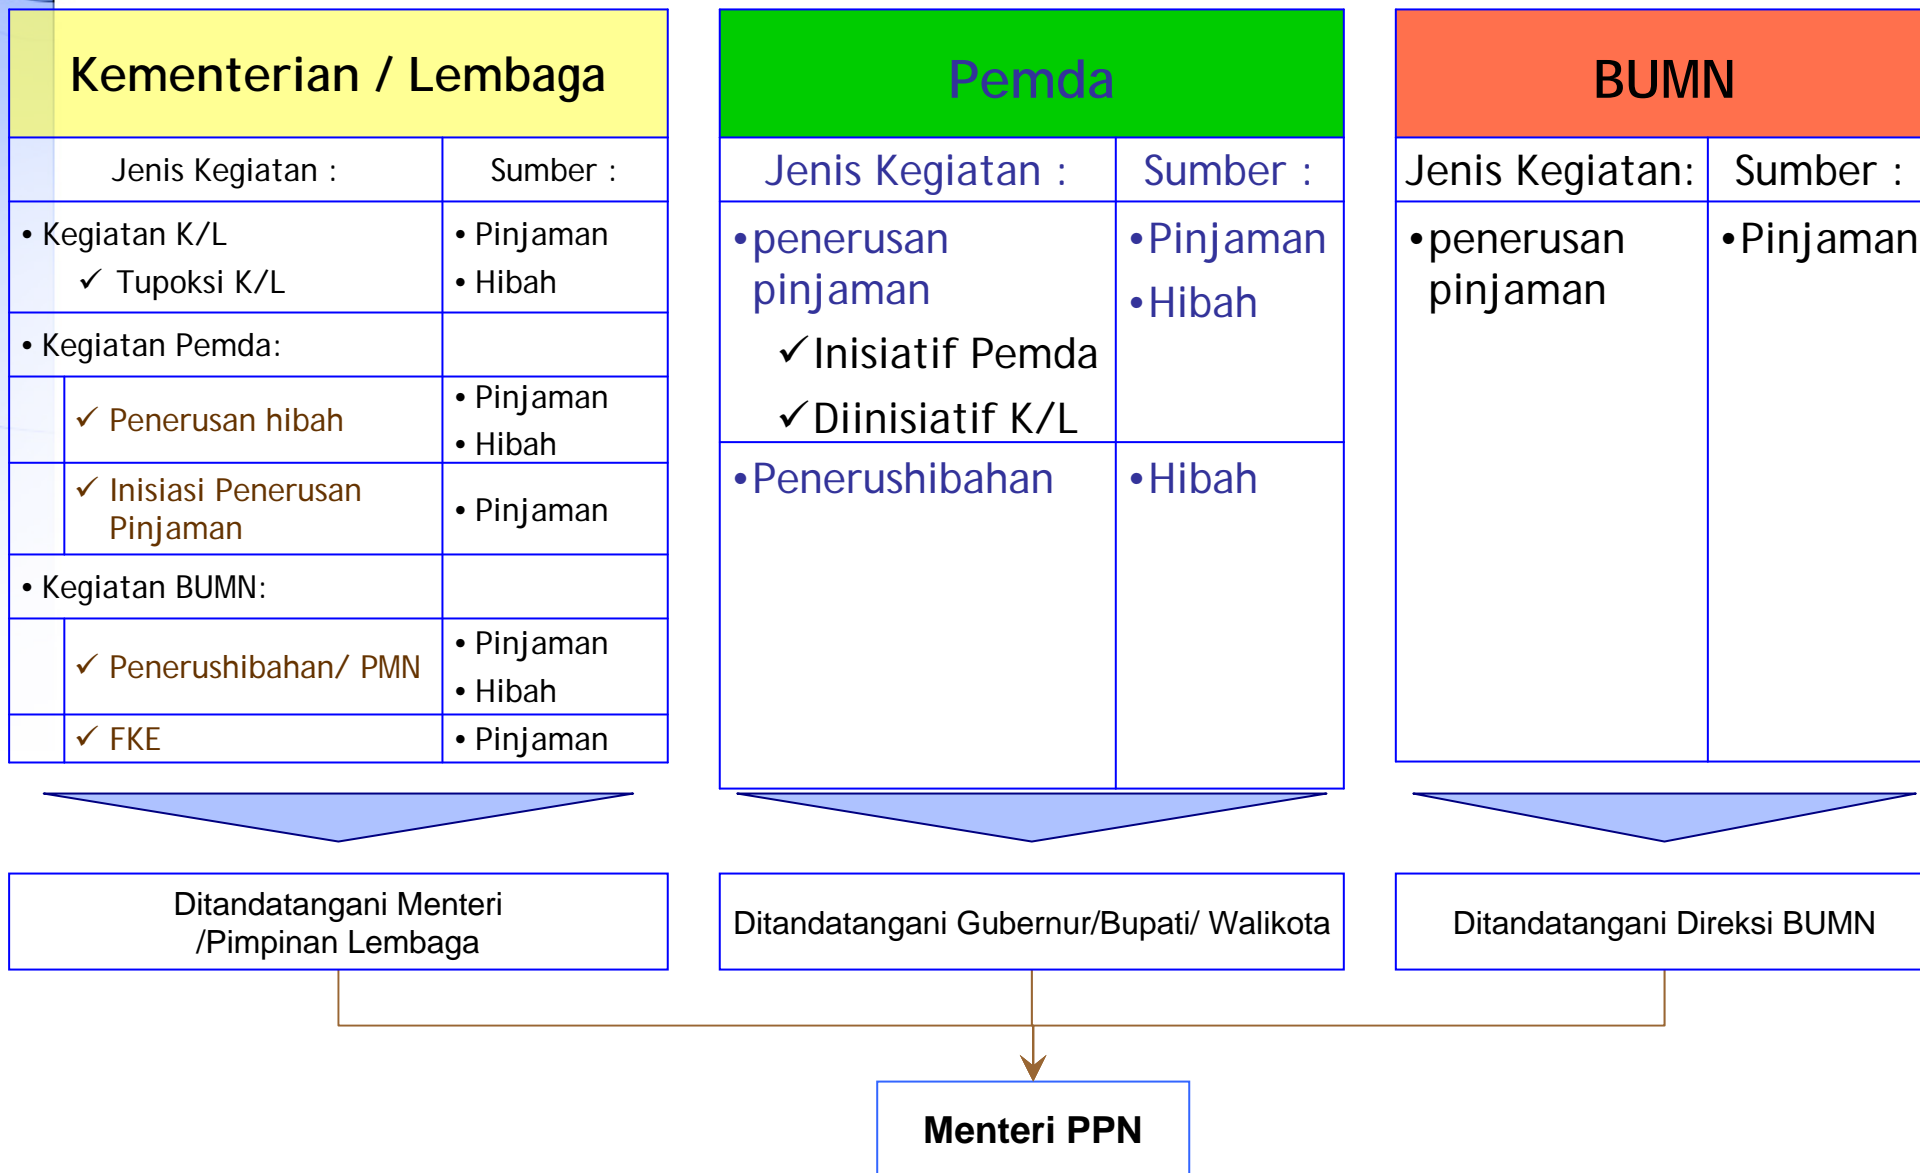 Kementerian / Lembaga
Jenis Kegiatan :
Sumber :
• Kegiatan K/L
✓ Tupoksi K/L
• Pinjaman
• Hibah
• Kegiatan Pemda:
✓ Penerusan hibah
• Pinjaman
• Hibah
✓ Inisiasi Penerusan
Pinjaman
• Pinjaman
• Kegiatan BUMN:
✓ Penerushibahan/ PMN
• Pinjaman
• Hibah
✓ FKE
• Pinjaman
Ditandatangani Menteri
/Pimpinan Lembaga
Pemda
Jenis Kegiatan :
Sumber :
•penerusan
pinjaman
✓Inisiatif Pemda
✓Diinisiatif K/L
•Pinjaman
•Hibah
•Penerushibahan
•Hibah
Ditandatangani Gubernur/Bupati/ Walikota
BUMN
Jenis Kegiatan:
Sumber :
•penerusan
pinjaman
•Pinjaman
Ditandatangani Direksi BUMN
Menteri PPN